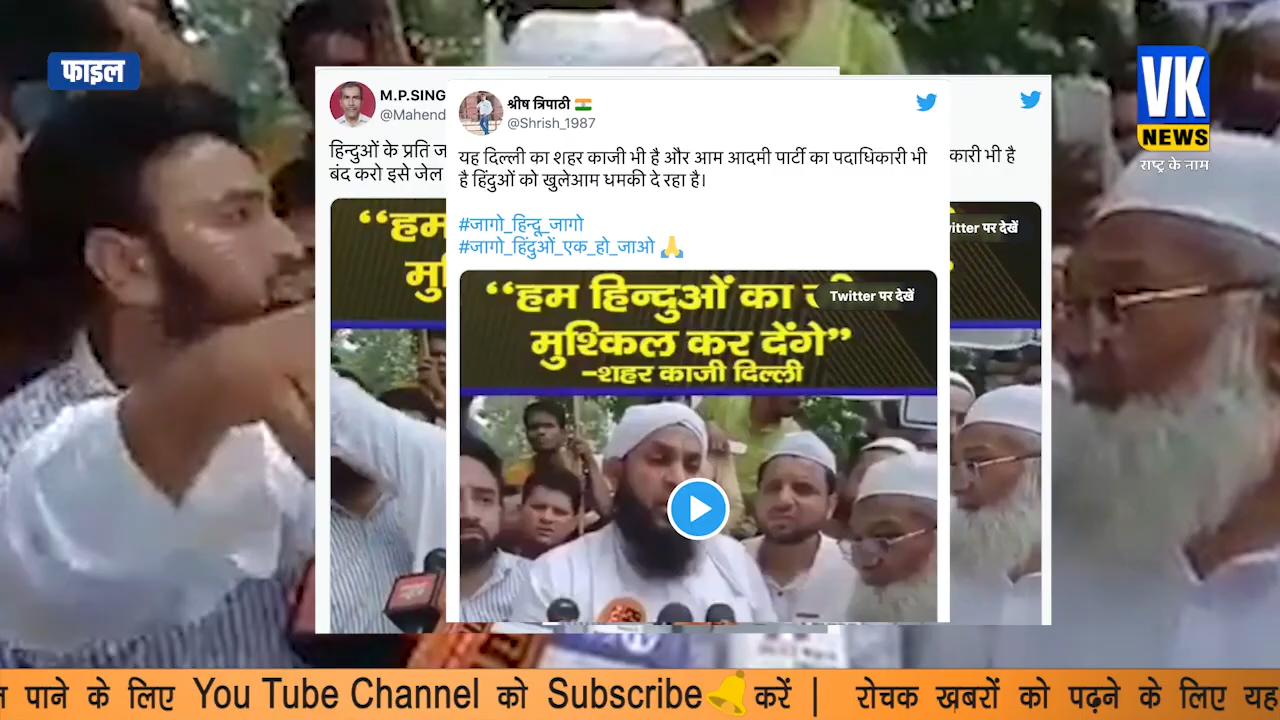 फाइल
M.P.SING
@Mahend
हिन्दुओं के प्रति ज
बंद करो इसे जेल
“हम
मु
श्रीष त्रिपाठी
@Shrish_1987
यह दिल्ली का शहर काजी भी है और आम आदमी पार्टी का पदाधिकारी भी
है हिंदुओं को खुलेआम धमकी दे रहा है।
#जागो_हिन्दू_जागो
#जागो_हिंदुओं_एक_हो_जाओ 🙏
“हम हिन्दुओं का
Twitter पर देखें
मुश्किल कर देंगे”
-शहर काजी दिल्ली
कारी भी है
witter पर देखें
VK
NEWS
राष्ट्र के नाम
पाने के लिए You Tube Channel को Subscribe करें | रोचक खबरों को पढ़ने के लिए यह